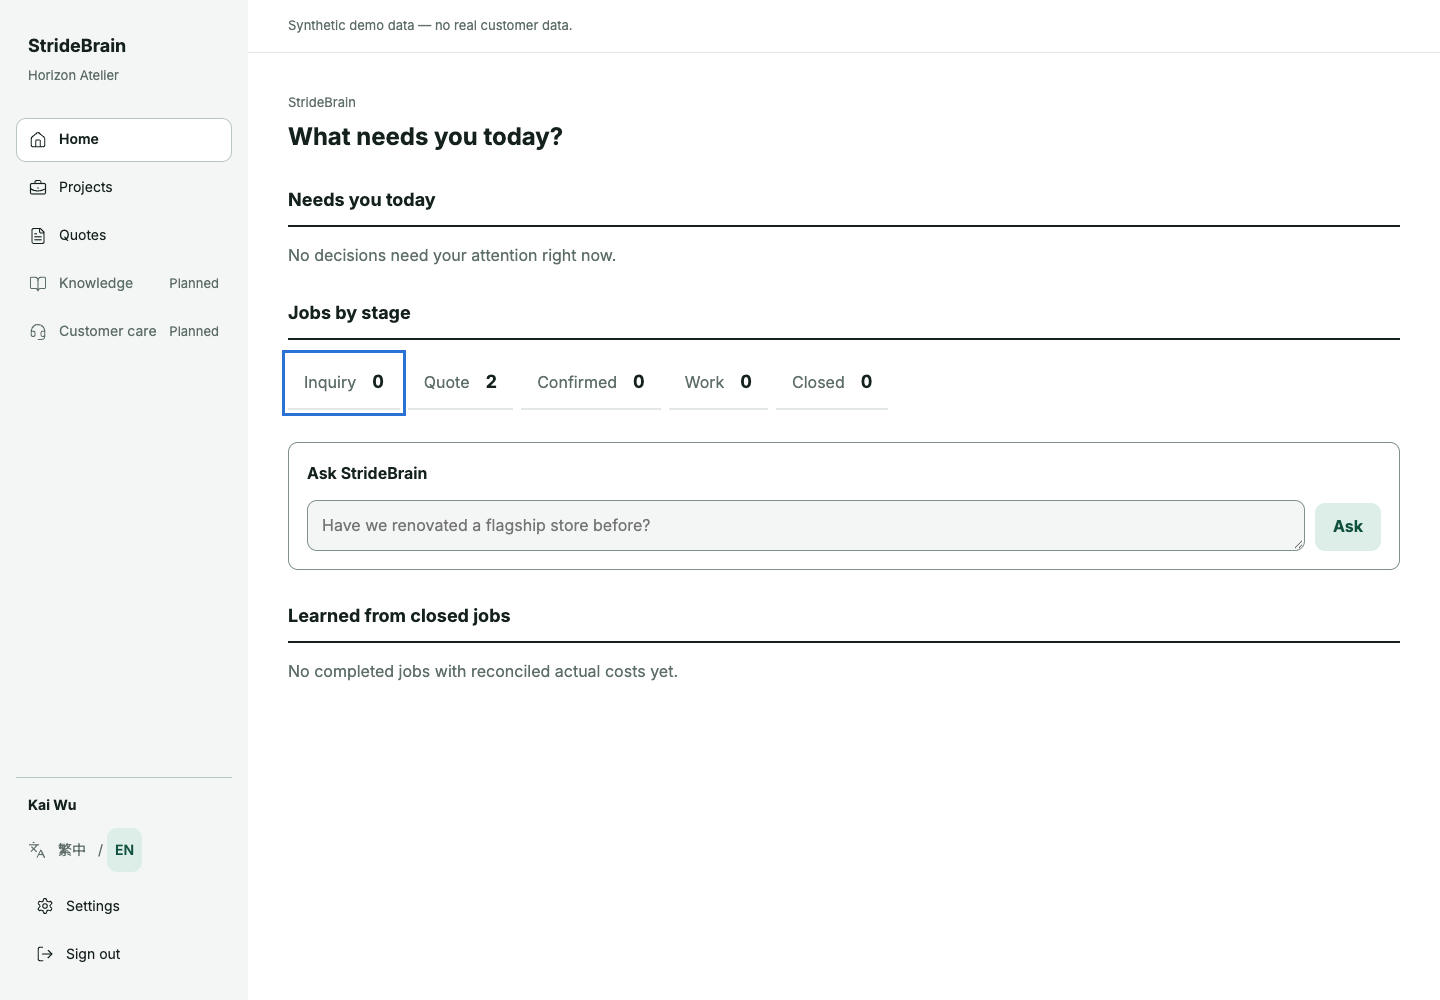 StrideBrain
Horizon Atelier
Home
Projects
Quotes
Knowledge Planned
Customer care Planned
Kai Wu
繁中 / EN
Settings
Sign out
Synthetic demo data — no real customer data.
StrideBrain
What needs you today?
Needs you today
No decisions need your attention right now.
Jobs by stage
Inquiry 0 Quote 2 Confirmed 0 Work 0 Closed 0
Ask StrideBrain
Have we renovated a flagship store before?
Ask
Learned from closed jobs
No completed jobs with reconciled actual costs yet.